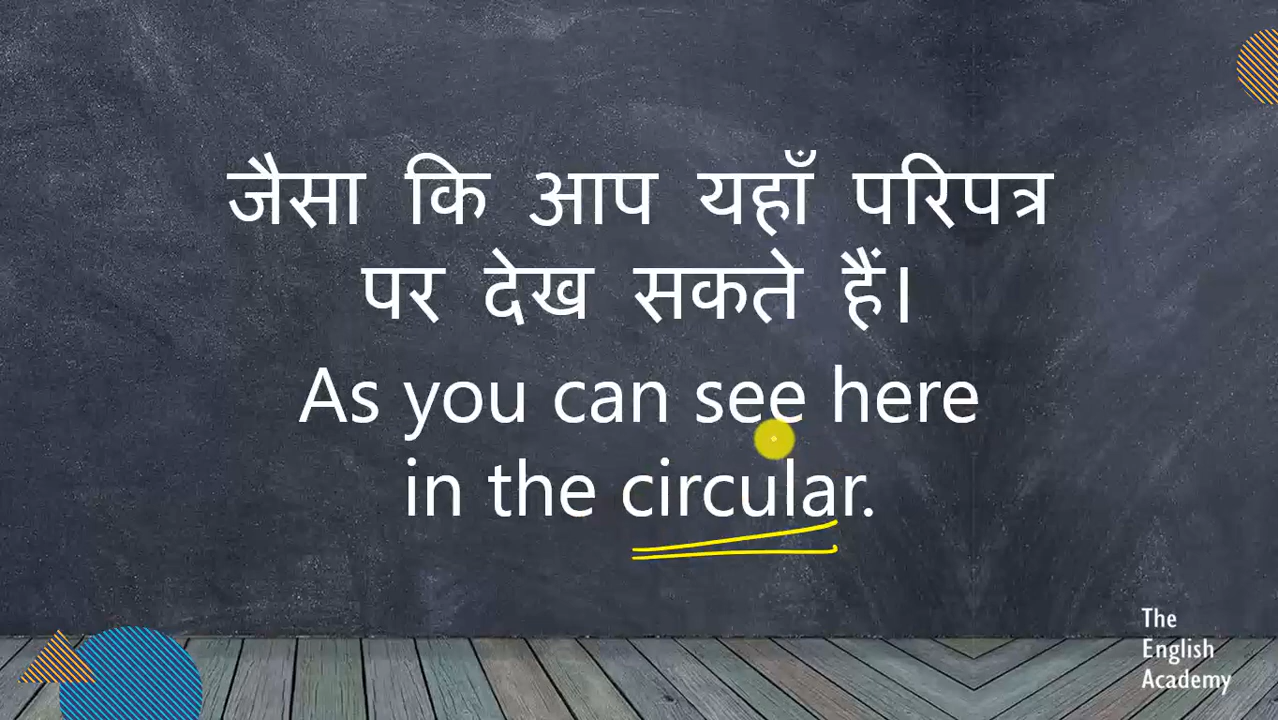 जैसा कि आप यहाँ परिपत्र
पर देख सकते हैं।
As you can see here
in the circular.
The
English
Academy